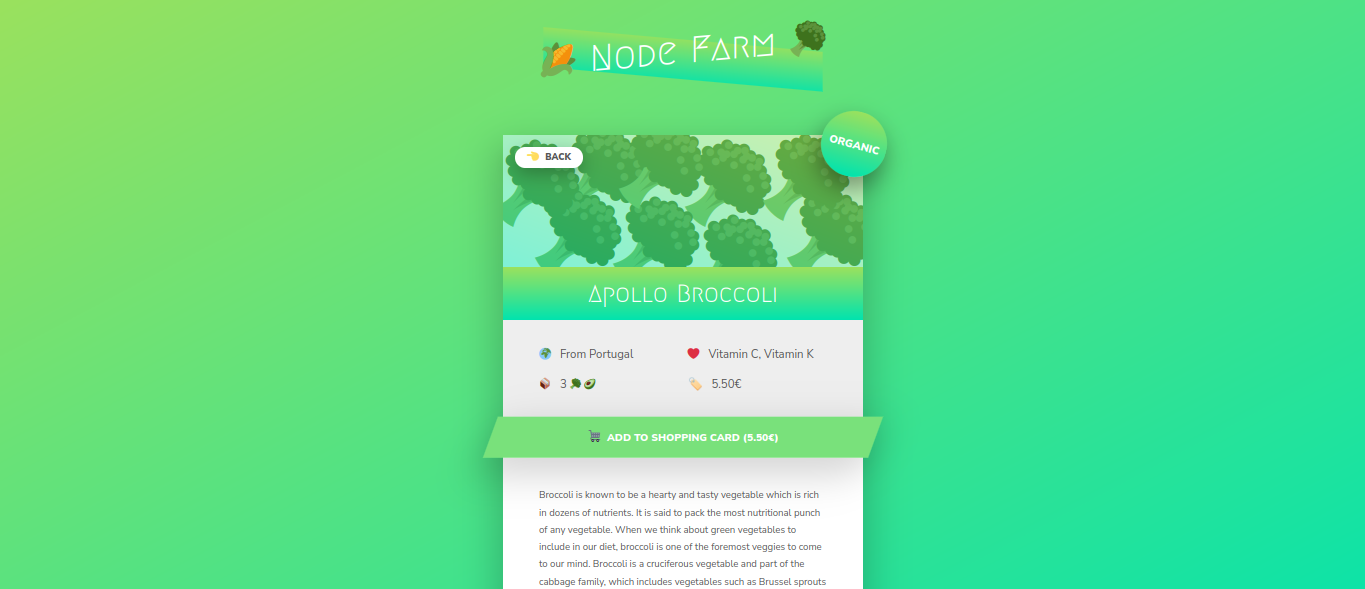 Node Farm
ORGANIC
BACK
Apollo Broccoli
From Portugal
Vitamin C, Vitamin K
3
5.50€
ADD TO SHOPPING CARD (5.50€)
Broccoli is known to be a hearty and tasty vegetable which is rich
in dozens of nutrients. It is said to pack the most nutritional punch
of any vegetable. When we think about green vegetables to
include in our diet, broccoli is one of the foremost veggies to come
to our mind. Broccoli is a cruciferous vegetable and part of the
cabbage family, which includes vegetables such as Brussel sprouts